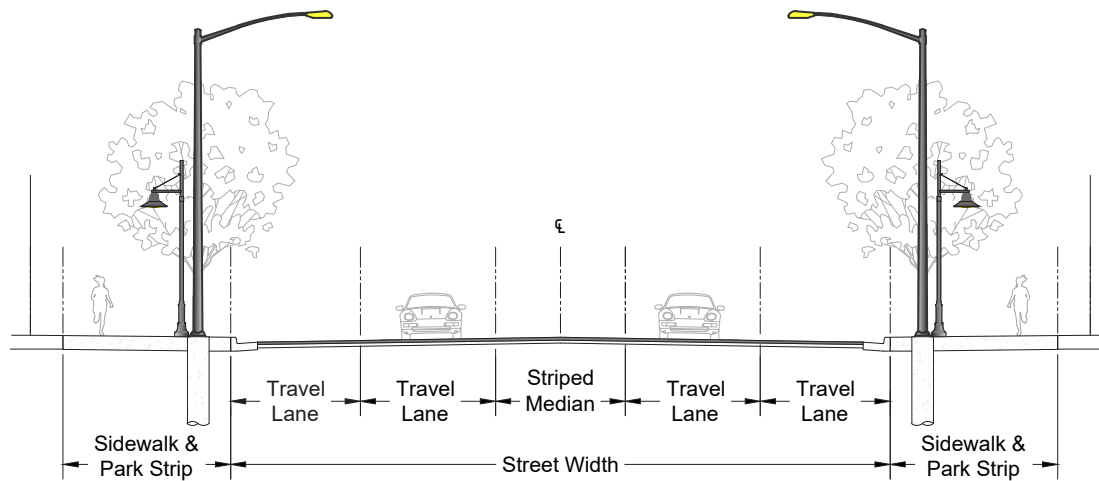 ℄
Travel
Lane
Travel
Lane
Striped
Median
Travel
Lane
Travel
Lane
Sidewalk &
Park Strip
Street Width
Sidewalk &
Park Strip